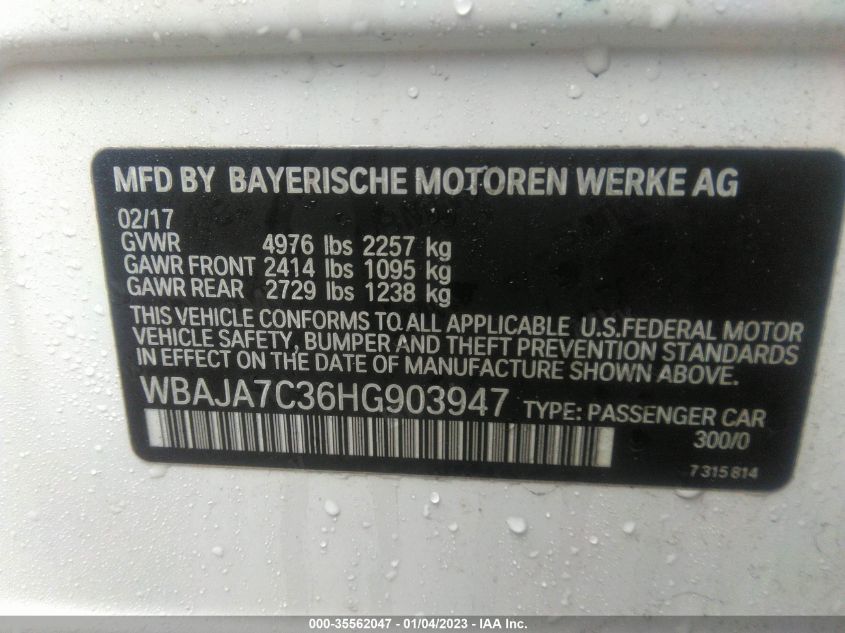 MFD BY BAYERISCHE MOTOREN WERKE AG
02/17
GVWR 4976 lbs 2257 kg
GAWR FRONT 2414 lbs 1095 kg
GAWR REAR 2729 lbs 1238 kg
THIS VEHICLE CONFORMS TO ALL APPLICABLE U.S.FEDERAL MOTOR
VEHICLE SAFETY, BUMPER AND THEFT PREVENTION STANDARDS
IN EFFECT ON THE DATE OF MANUFACTURE SHOWN ABOVE.
WBAJA7C36HG903947 TYPE: PASSENGER CAR
300/0
7 315 814
000-35562047 - 01/04/2023 - IAA Inc.